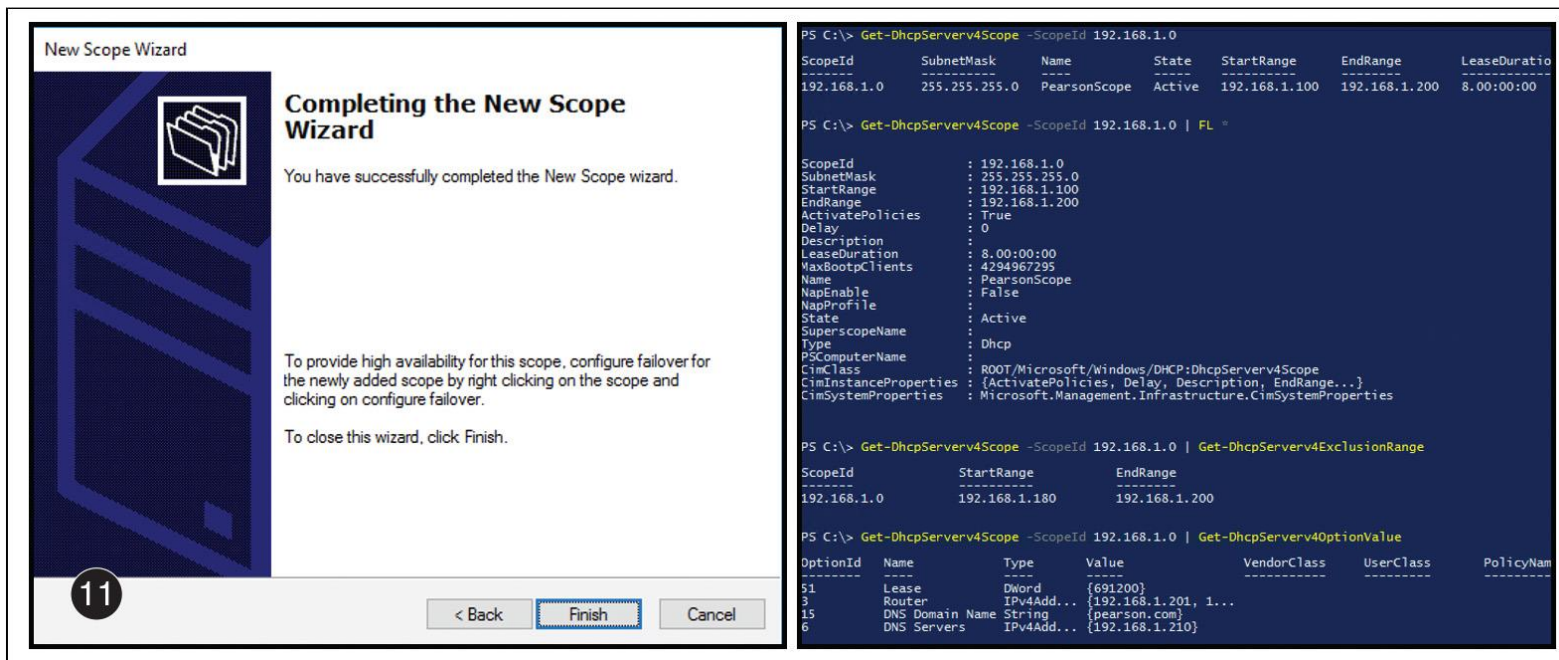 New Scope Wizard
Completing the New Scope
Wizard
You have successfully completed the New Scope wizard.
To provide high availability for this scope, configure failover for
the newly added scope by right clicking on the scope and
clicking on configure failover.
To close this wizard, click Finish.
11
< Back Finish Cancel
PS C:\> Get-DhcpServerv4Scope -ScopeId 192.168.1.0
ScopeId SubnetMask Name State StartRange EndRange LeaseDuratio
------- ---------- ---- ----- ---------- -------- ------------
192.168.1.0 255.255.255.0 PearsonScope Active 192.168.1.100 192.168.1.200 8.00:00:00
PS C:\> Get-DhcpServerv4Scope -ScopeId 192.168.1.0 | FL *
ScopeId : 192.168.1.0
SubnetMask : 255.255.255.0
StartRange : 192.168.1.100
EndRange : 192.168.1.200
ActivatePolicies : True
Delay : 0
Description :
LeaseDuration : 8.00:00:00
MaxBootpClients : 4294967295
Name : PearsonScope
NapEnable : False
NapProfile :
State : Active
SuperscopeName :
Type : Dhcp
PSComputerName :
CimClass : ROOT/Microsoft/Windows/DHCP:DhcpServerv4Scope
CimInstanceProperties : {ActivatePolicies, Delay, Description, EndRange...}
CimSystemProperties : Microsoft.Management.Infrastructure.CimSystemProperties
PS C:\> Get-DhcpServerv4Scope -ScopeId 192.168.1.0 | Get-DhcpServerv4ExclusionRange
ScopeId StartRange EndRange
------- ---------- --------
192.168.1.0 192.168.1.180 192.168.1.200
PS C:\> Get-DhcpServerv4Scope -ScopeId 192.168.1.0 | Get-DhcpServerv4OptionValue
OptionId Name Type Value VendorClass UserClass PolicyNam
-------- ---- ---- ----- ----------- --------- ---------
51 Lease DWord {691200}
3 Router IPv4Add... {192.168.1.201, 1...
15 DNS Domain Name String {pearson.com}
6 DNS Servers IPv4Add... {192.168.1.210}